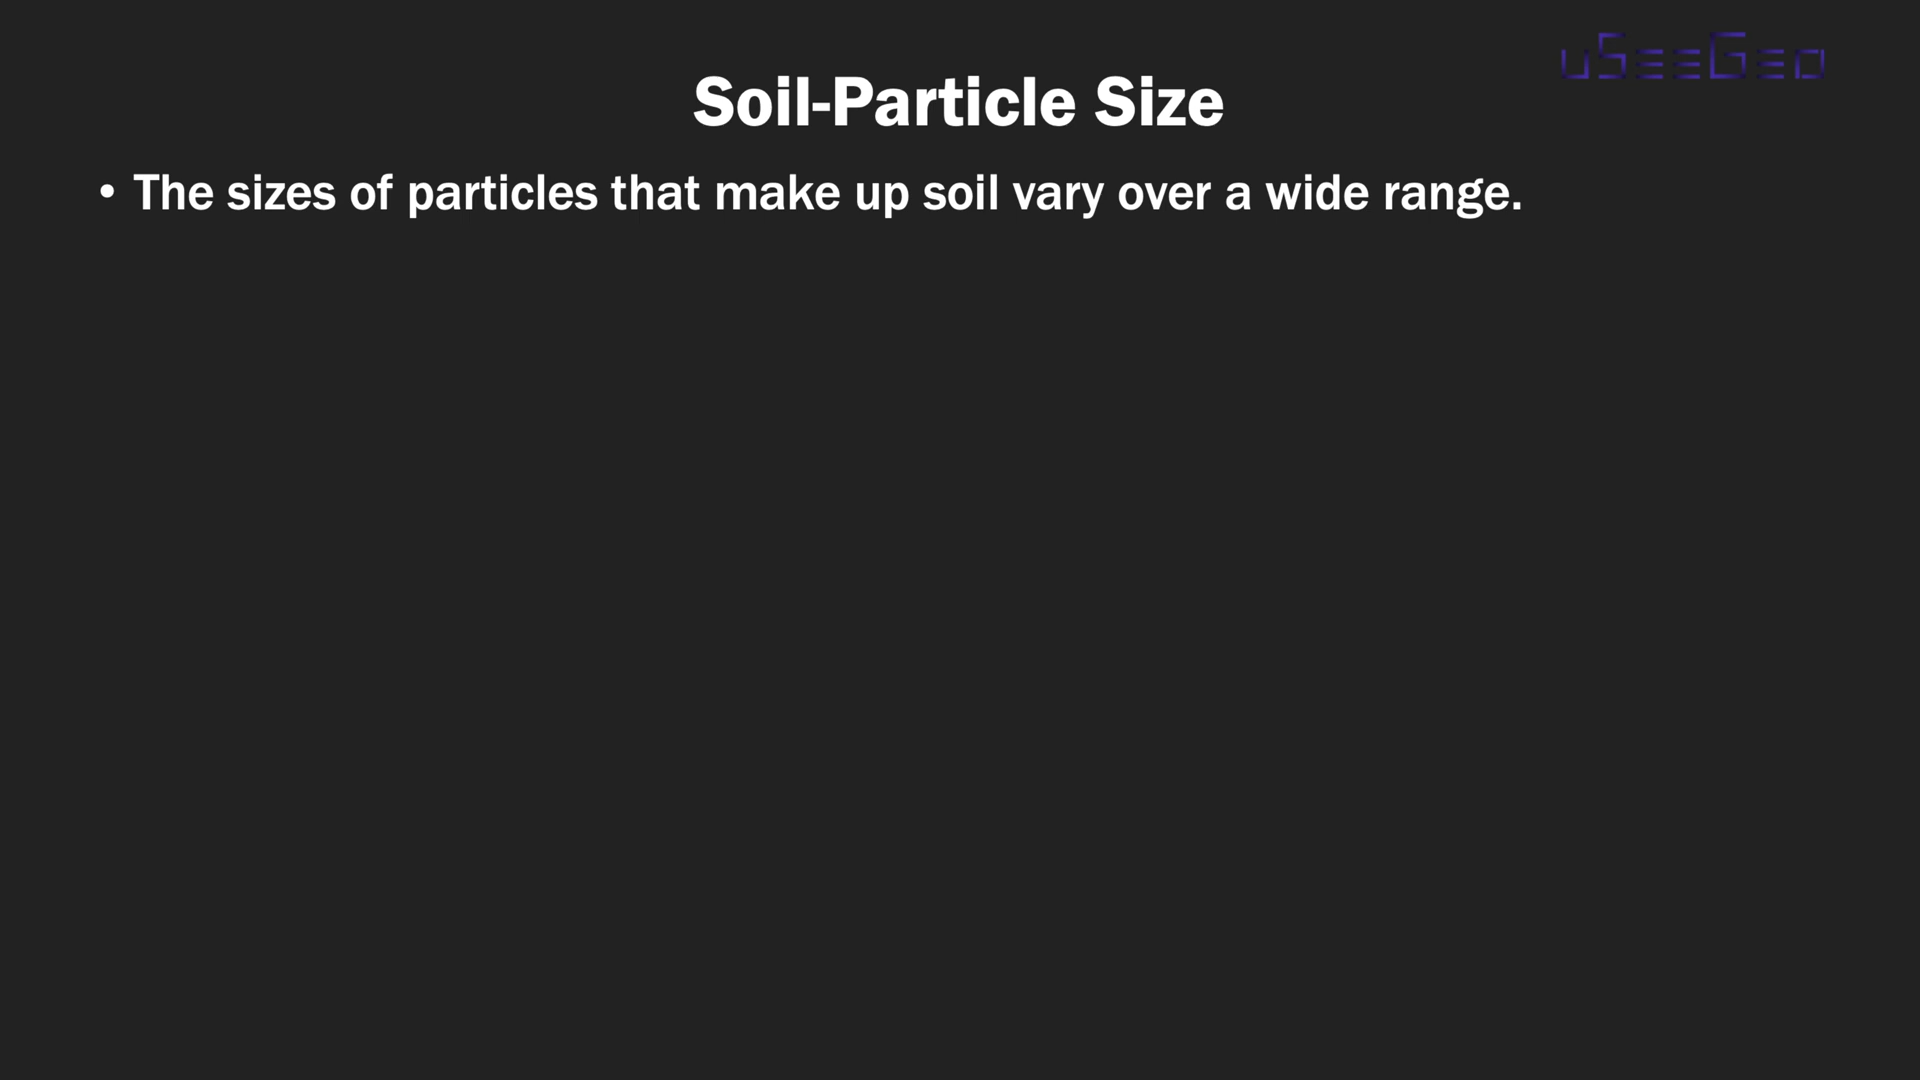 uSeeGeo
Soil-Particle Size
• The sizes of particles that make up soil vary over a wide range.